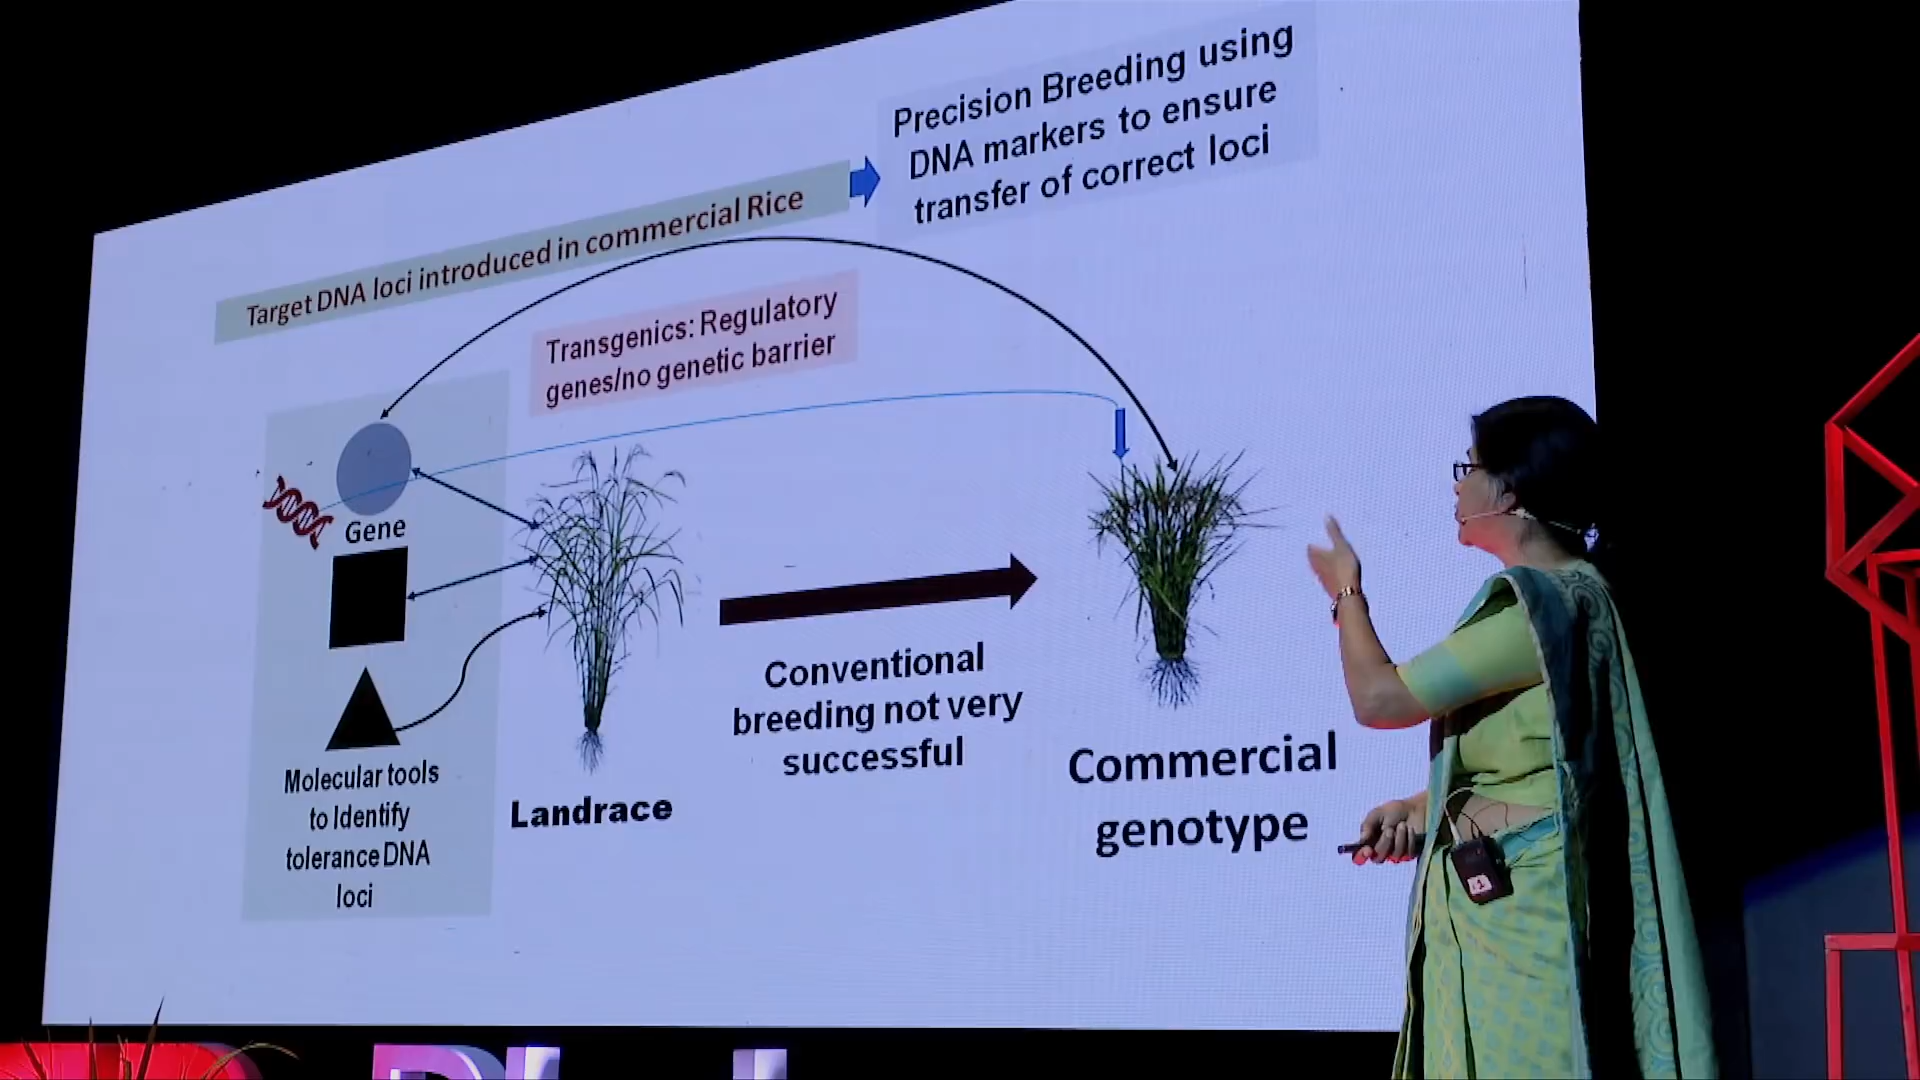 Precision Breeding using
DNA markers to ensure
transfer of correct loci
Target DNA loci introduced in commercial Rice
Transgenics: Regulatory
genes/no genetic barrier
Gene
Molecular tools
to Identify
tolerance DNA
loci
Landrace
Conventional
breeding not very
successful
Commercial
genotype